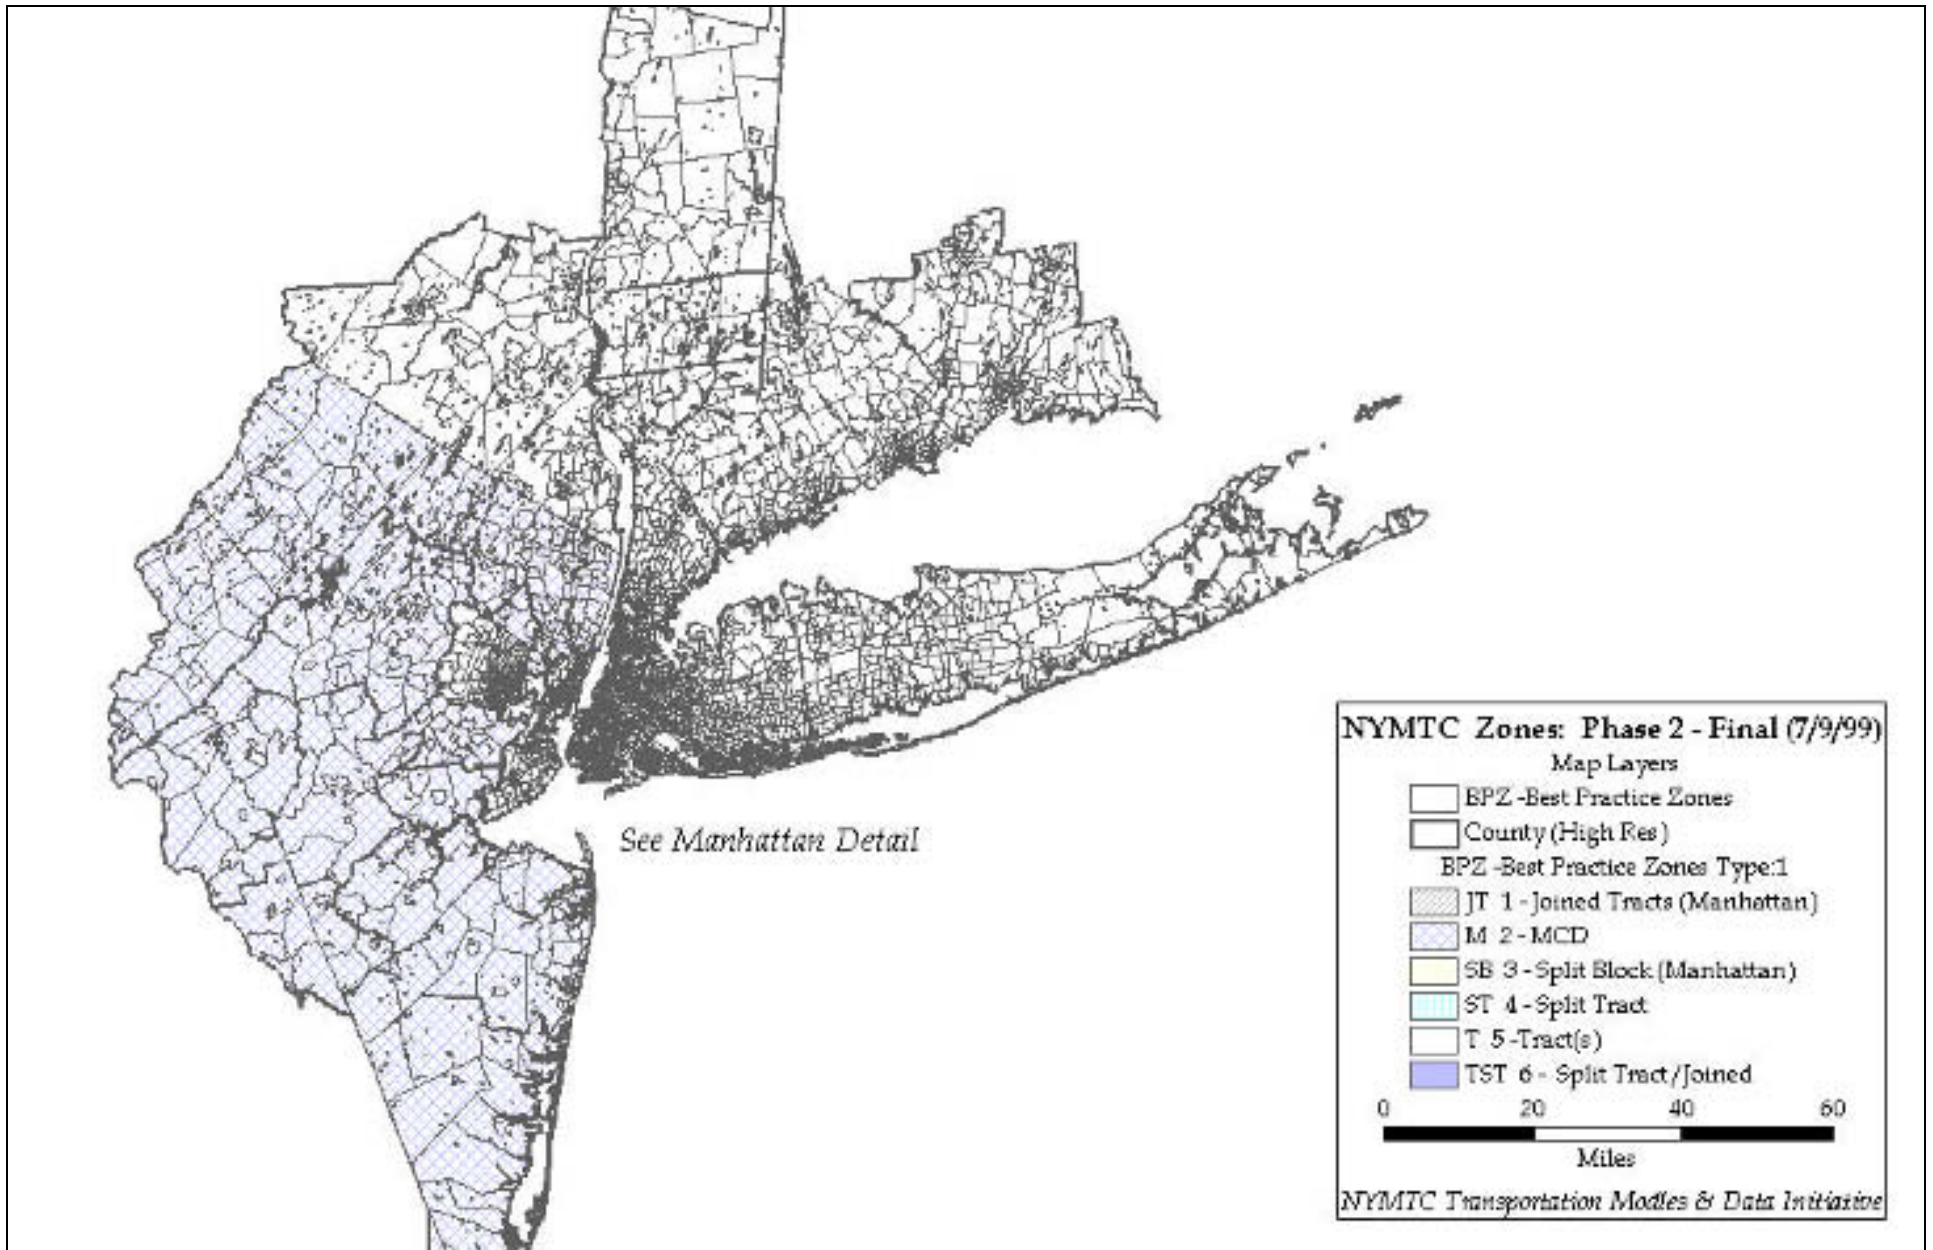 See Manhattan Detail
NYMTC Zones: Phase 2 - Final (7/9/99)
Map Layers
BPZ -Best Practice Zones
County (High Res)
BPZ -Best Practice Zones Type:1
JT 1 - Joined Tracts (Manhattan)
M 2 - MCD
SB 3 - Split Block (Manhattan)
ST 4 - Split Tract
T 5 -Tract(s)
TST 6 - Split Tract/Joined
0 20 40 60
Miles
NYMTC Transportation Modles & Data Initiative